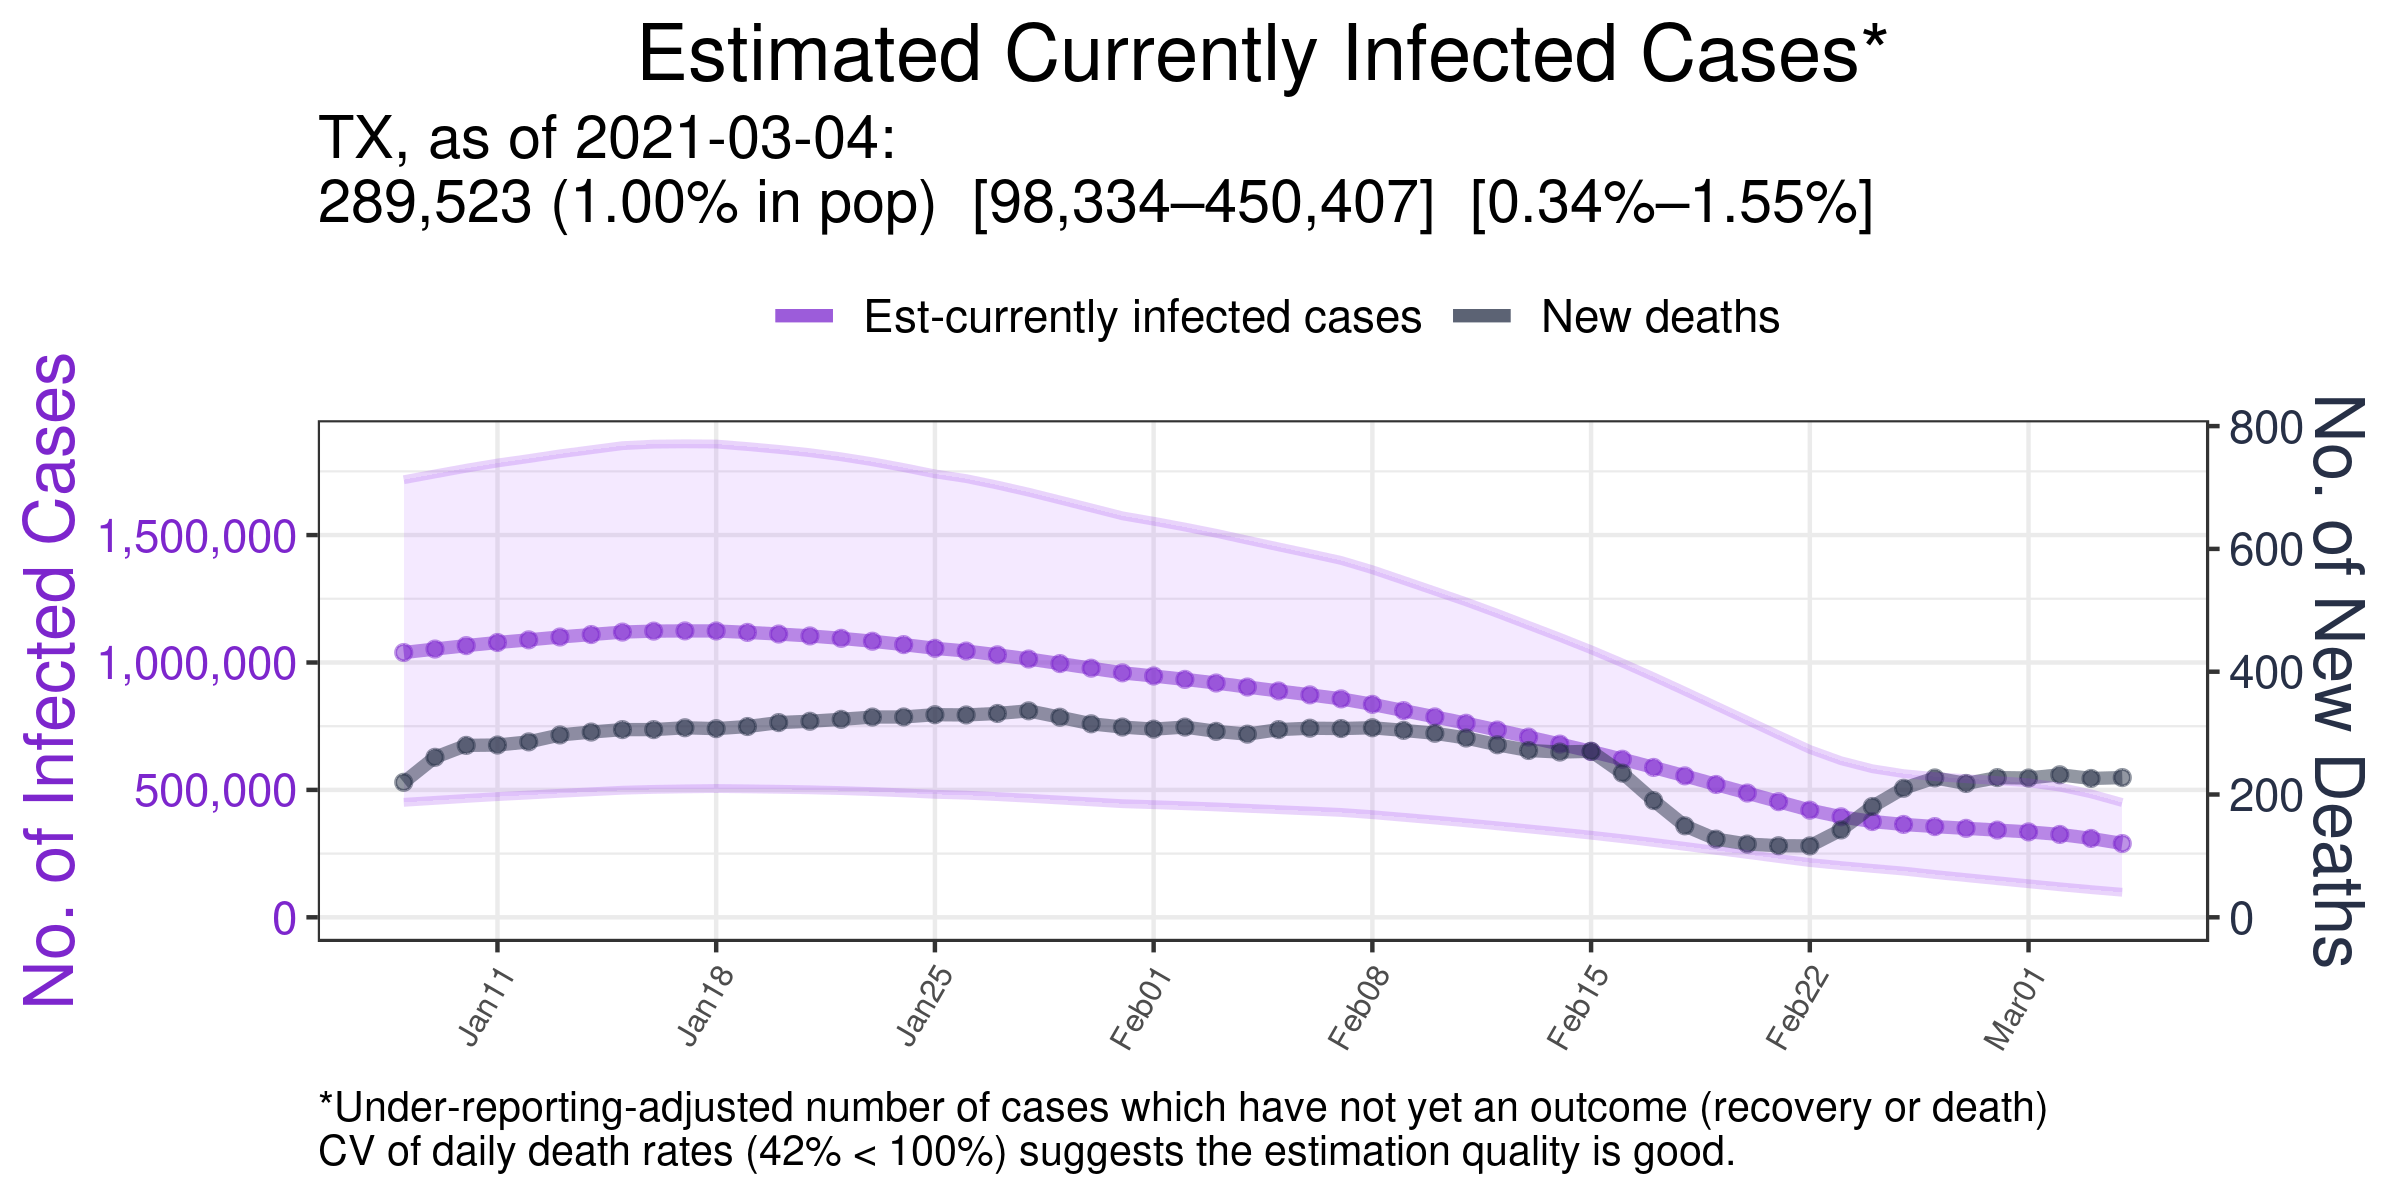 Estimated Currently Infected Cases*
TX, as of 2021-03-04:
289,523 (1.00% in pop)  [98,334–450,407]  [0.34%–1.55%]
Est-currently infected cases
New deaths
No. of Infected Cases
1,500,000
1,000,000
500,000
0
800
600
400
200
0
No. of New Deaths
Jan11
Jan18
Jan25
Feb01
Feb08
Feb15
Feb22
Mar01
*Under-reporting-adjusted number of cases which have not yet an outcome (recovery or death)
CV of daily death rates (42% < 100%) suggests the estimation quality is good.